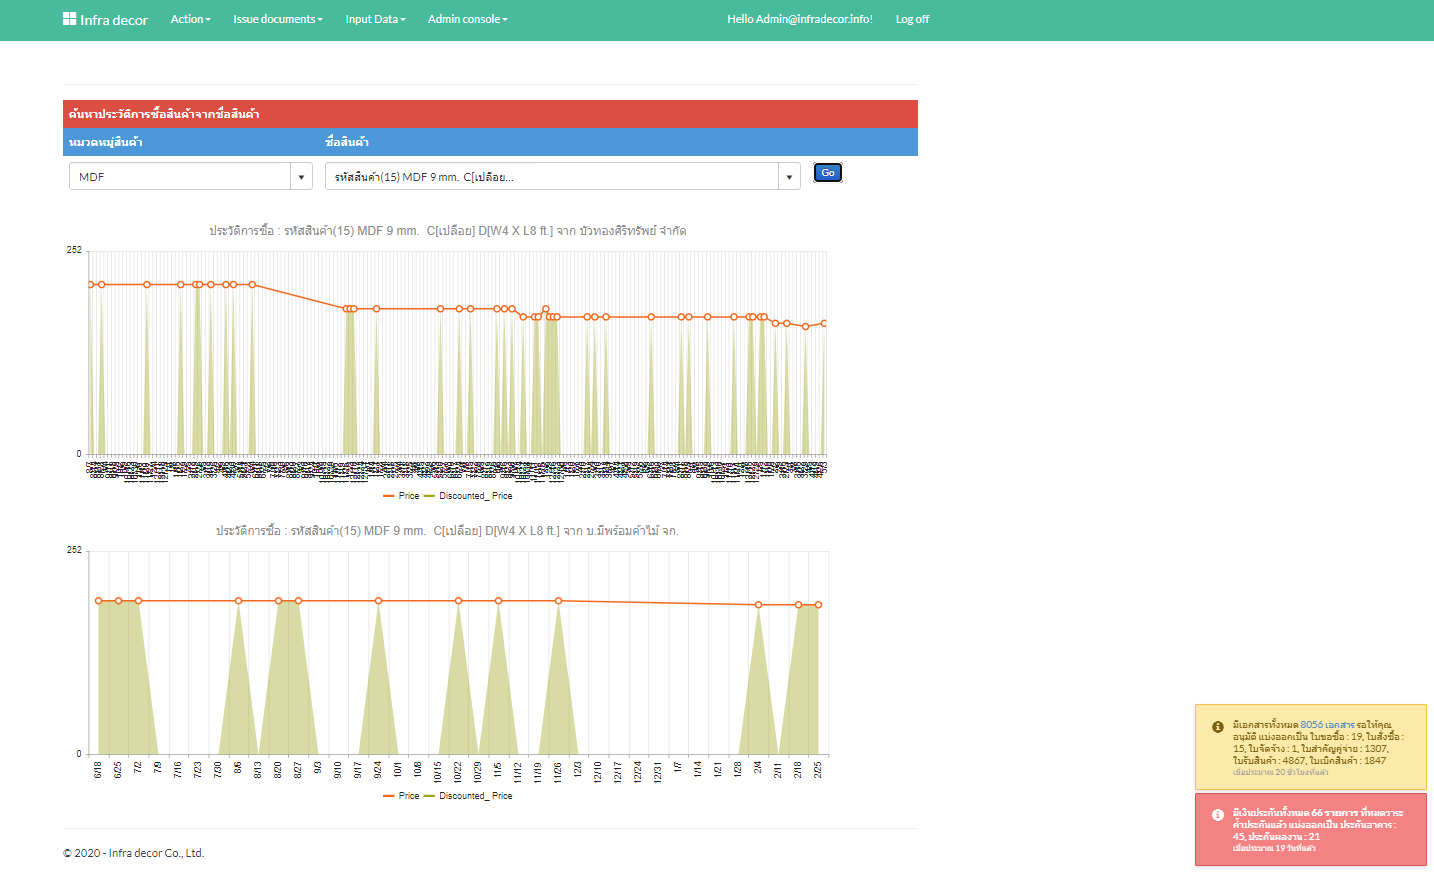 Infra decor Action Issue documents Input Data Admin console Hello Admin@infradecor.info! Log off
ค้นหาประวัติการซื้อสินค้าจากชื่อสินค้า
หมวดหมู่สินค้า ชื่อสินค้า
MDF รหัสสินค้า(15) MDF 9 mm. C[เปลือย... Go
ประวัติการซื้อ : รหัสสินค้า(15) MDF 9 mm. C[เปลือย] D[W4 X L8 ft.] จาก บัวทองศิริทรัพย์ จำกัด
252
0
Price Discounted_ Price
ประวัติการซื้อ : รหัสสินค้า(15) MDF 9 mm. C[เปลือย] D[W4 X L8 ft.] จาก บ.มีพร้อมค้าไม้ จก.
252
0
6/18 6/25 7/2 7/9 7/16 7/23 7/30 8/6 8/13 8/20 8/27 9/3 9/10 9/17 9/24 10/1 10/8 10/15 10/22 10/29 11/5 11/12 11/19 11/26 12/3 12/10 12/17 12/24 12/31 1/7 1/14 1/21 1/28 2/4 2/11 2/18 2/25
Price Discounted_ Price
มีเอกสารทั้งหมด 8056 เอกสาร รอให้คุณ
อนุมัติ แบ่งออกเป็น ใบขอซื้อ : 19, ใบสั่งซื้อ :
15, ใบจัดจ้าง : 1, ใบสำคัญคู่จ่าย : 1307,
ใบรับสินค้า : 4867, ใบเบิกสินค้า : 1847
เมื่อประมาณ 20 ชั่วโมงที่แล้ว
มีเงินประกันทั้งหมด 66 รายการ ที่หมดวาระ
ค้ำประกันแล้ว แบ่งออกเป็น ประกันอาคาร :
45, ประกันผลงาน : 21
เมื่อประมาณ 19 วันที่แล้ว
© 2020 - Infra decor Co., Ltd.